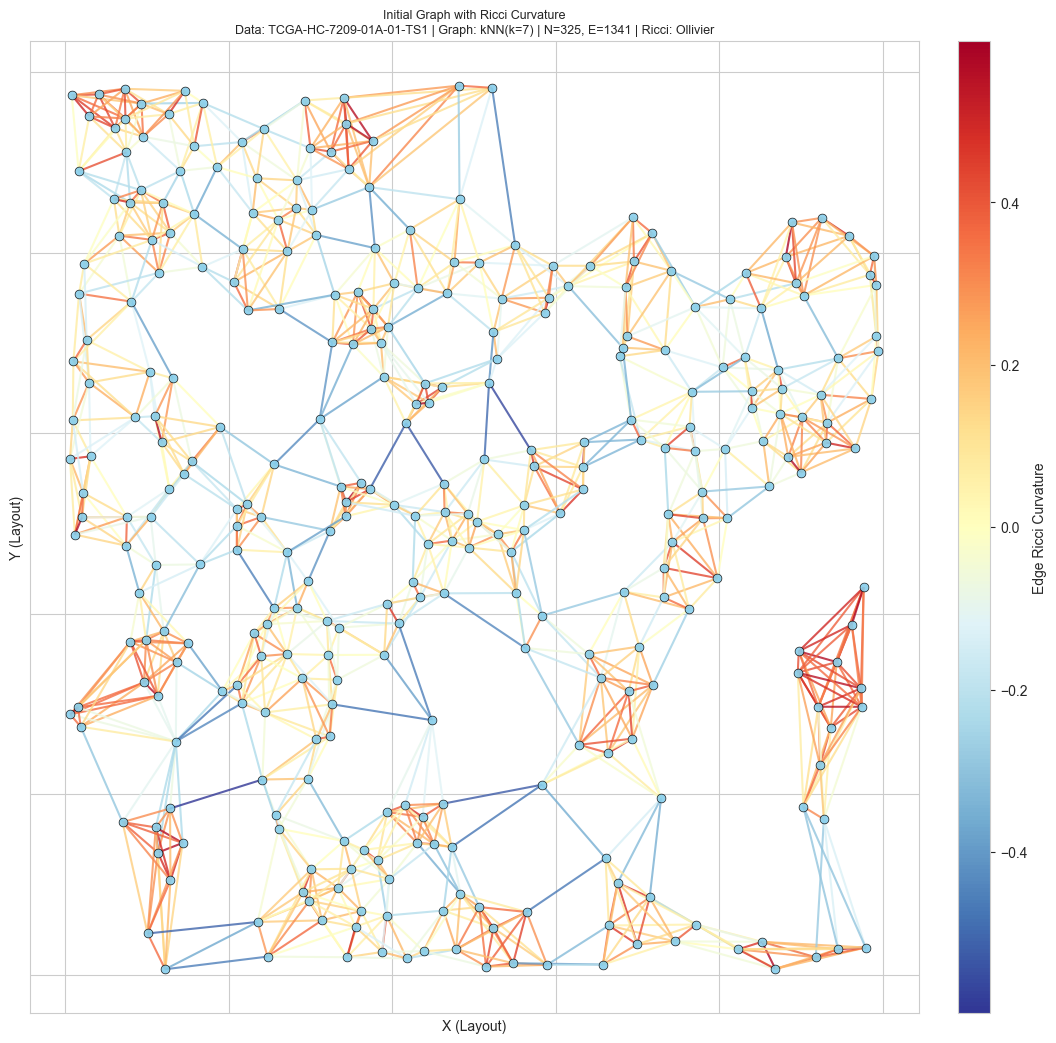 Initial Graph with Ricci Curvature
Data: TCGA-HC-7209-01A-01-TS1 | Graph: kNN(k=7) | N=325, E=1341 | Ricci: Ollivier
Y (Layout)
X (Layout)
0.4
0.2
0.0
−0.2
−0.4
Edge Ricci Curvature